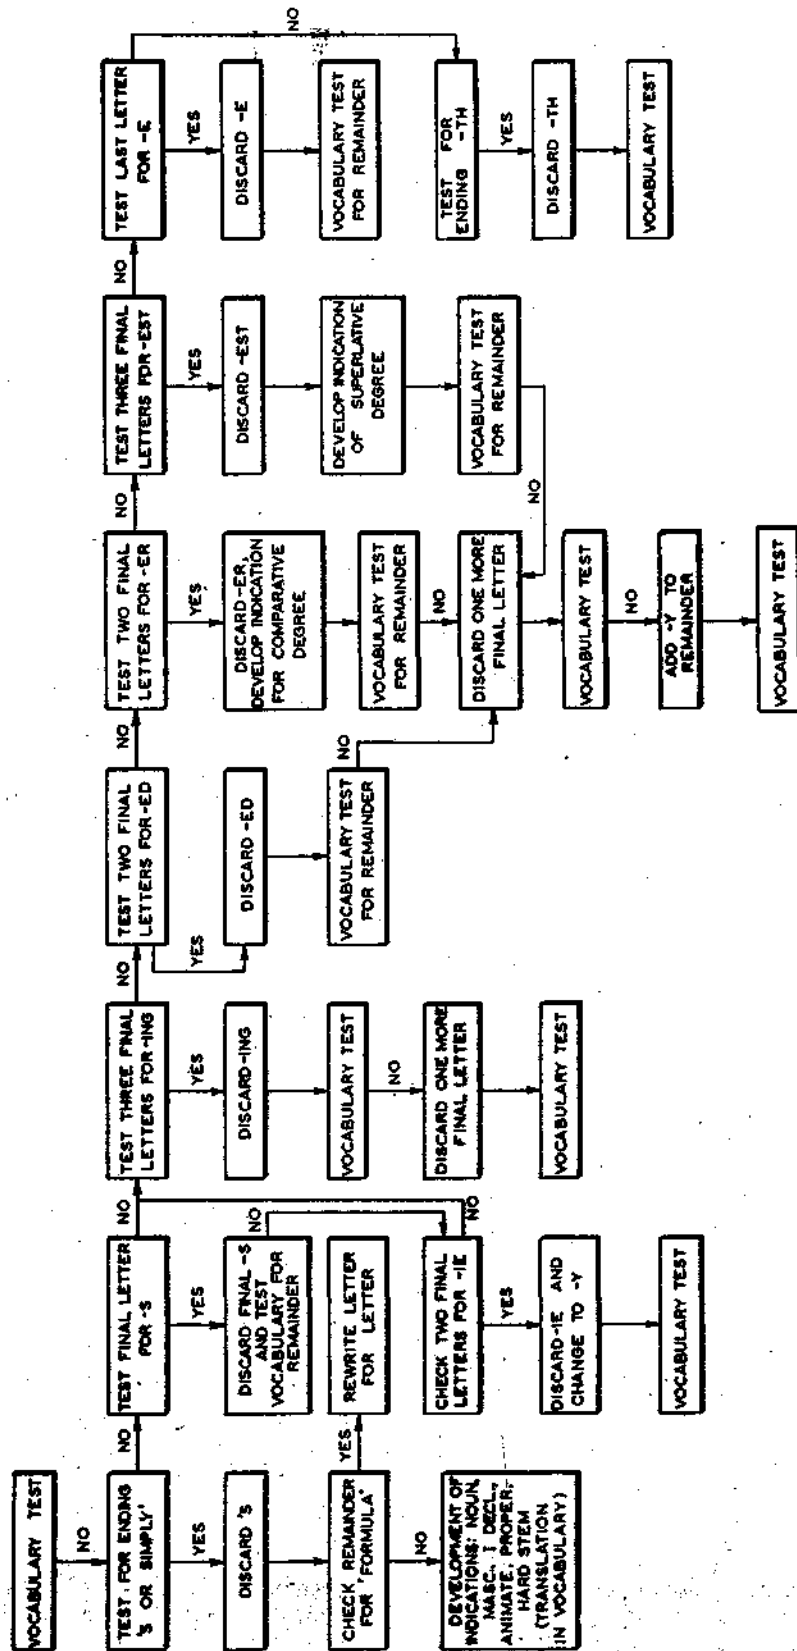 VOCABULARY TEST
NO
TEST FOR ENDING
'S OR SIMPLY'
YES
DISCARD 'S
CHECK REMAINDER
FOR 'FORMULA'
NO
DEVELOPMENT OF
INDICATIONS: NOUN,
MASC., I DECL.,
ANIMATE, PROPER,
HARD STEM
(TRANSLATION
IN VOCABULARY)
YES
REWRITE LETTER
FOR LETTER
NO
TEST FINAL LETTER
FOR -S
YES
DISCARD FINAL -S
AND TEST
VOCABULARY FOR
REMAINDER
NO
CHECK TWO FINAL
LETTERS FOR -IE
NO
YES
DISCARD-IE AND
CHANGE TO -Y
VOCABULARY TEST
NO
TEST THREE FINAL
LETTERS FOR-ING
YES
DISCARD-ING
VOCABULARY TEST
NO
DISCARD ONE MORE
FINAL LETTER
VOCABULARY TEST
NO
TEST TWO FINAL
LETTERS FOR-ED
YES
DISCARD -ED
VOCABULARY TEST
FOR REMAINDER
NO
NO
TEST TWO FINAL
LETTERS FOR-ER
YES
DISCARD-ER,
DEVELOP INDICATION
FOR COMPARATIVE
DEGREE
VOCABULARY TEST
FOR REMAINDER
NO
DISCARD ONE MORE
FINAL LETTER
VOCABULARY TEST
NO
ADD -Y TO
REMAINDER
VOCABULARY TEST
NO
TEST THREE FINAL
LETTERS FOR-EST
YES
DISCARD -EST
DEVELOP INDICATION
OF SUPERLATIVE
DEGREE
VOCABULARY TEST
FOR REMAINDER
NO
NO
TEST LAST LETTER
FOR -E
YES
DISCARD -E
VOCABULARY TEST
FOR REMAINDER
NO
TEST FOR
ENDING -TH
YES
DISCARD -TH
VOCABULARY TEST